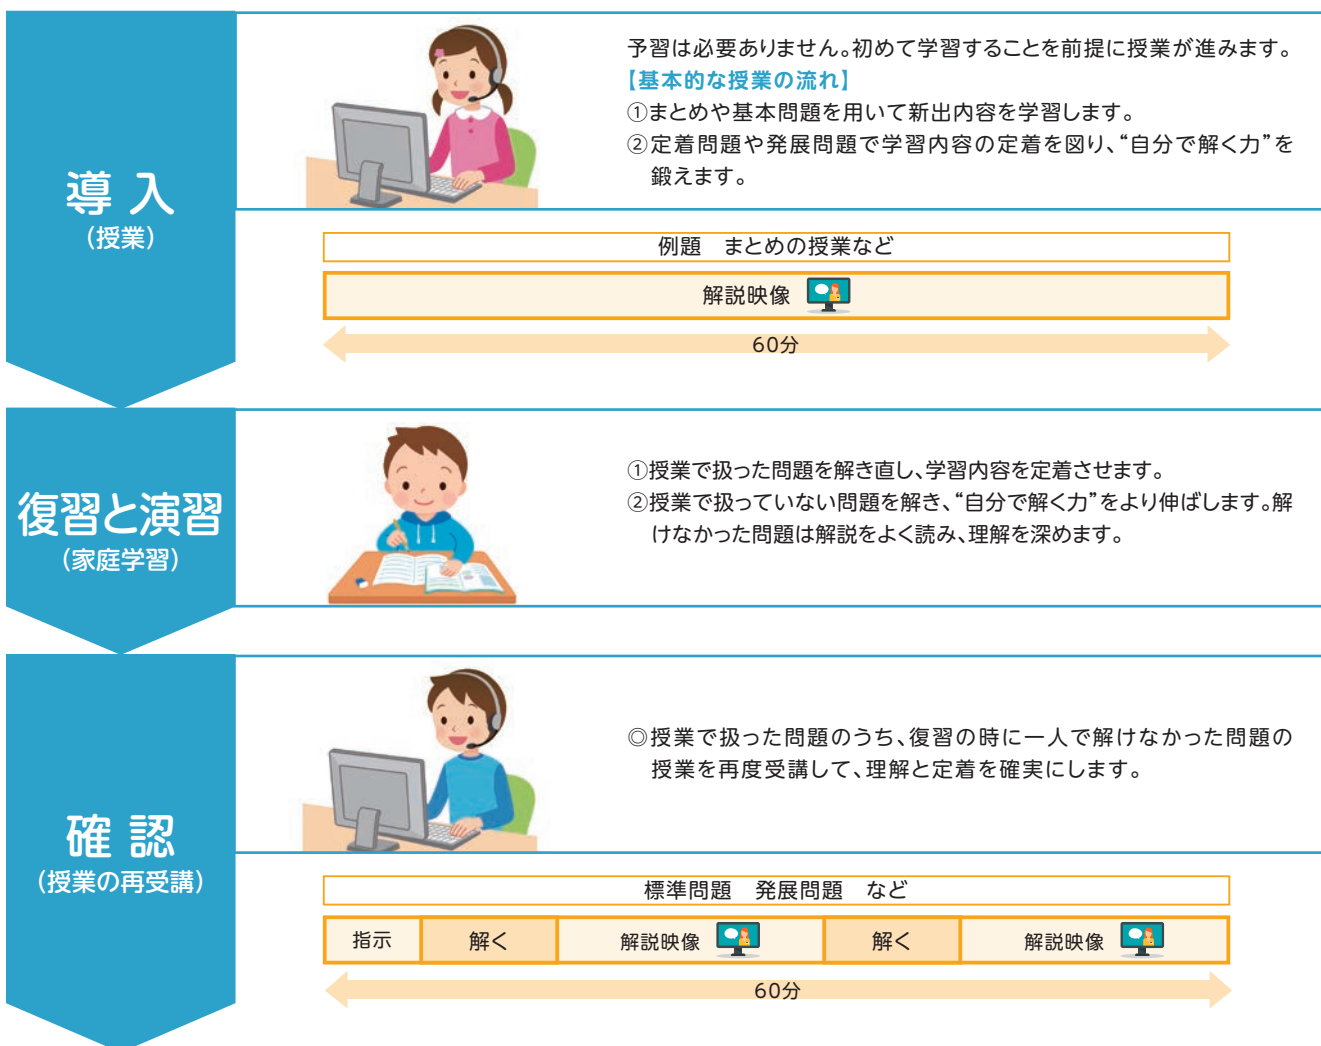 導入
(授業)
予習は必要ありません。初めて学習することを前提に授業が進みます。
【基本的な授業の流れ】
①まとめや基本問題を用いて新出内容を学習します。
②定着問題や発展問題で学習内容の定着を図り、“自分で解く力”を
鍛えます。
例題　まとめの授業など
解説映像
60分
復習と演習
(家庭学習)
①授業で扱った問題を解き直し、学習内容を定着させます。
②授業で扱っていない問題を解き、“自分で解く力”をより伸ばします。解
けなかった問題は解説をよく読み、理解を深めます。
確認
(授業の再受講)
◎授業で扱った問題のうち、復習の時に一人で解けなかった問題の
授業を再度受講して、理解と定着を確実にします。
標準問題　発展問題　など
指示　解く　解説映像　解く　解説映像
60分